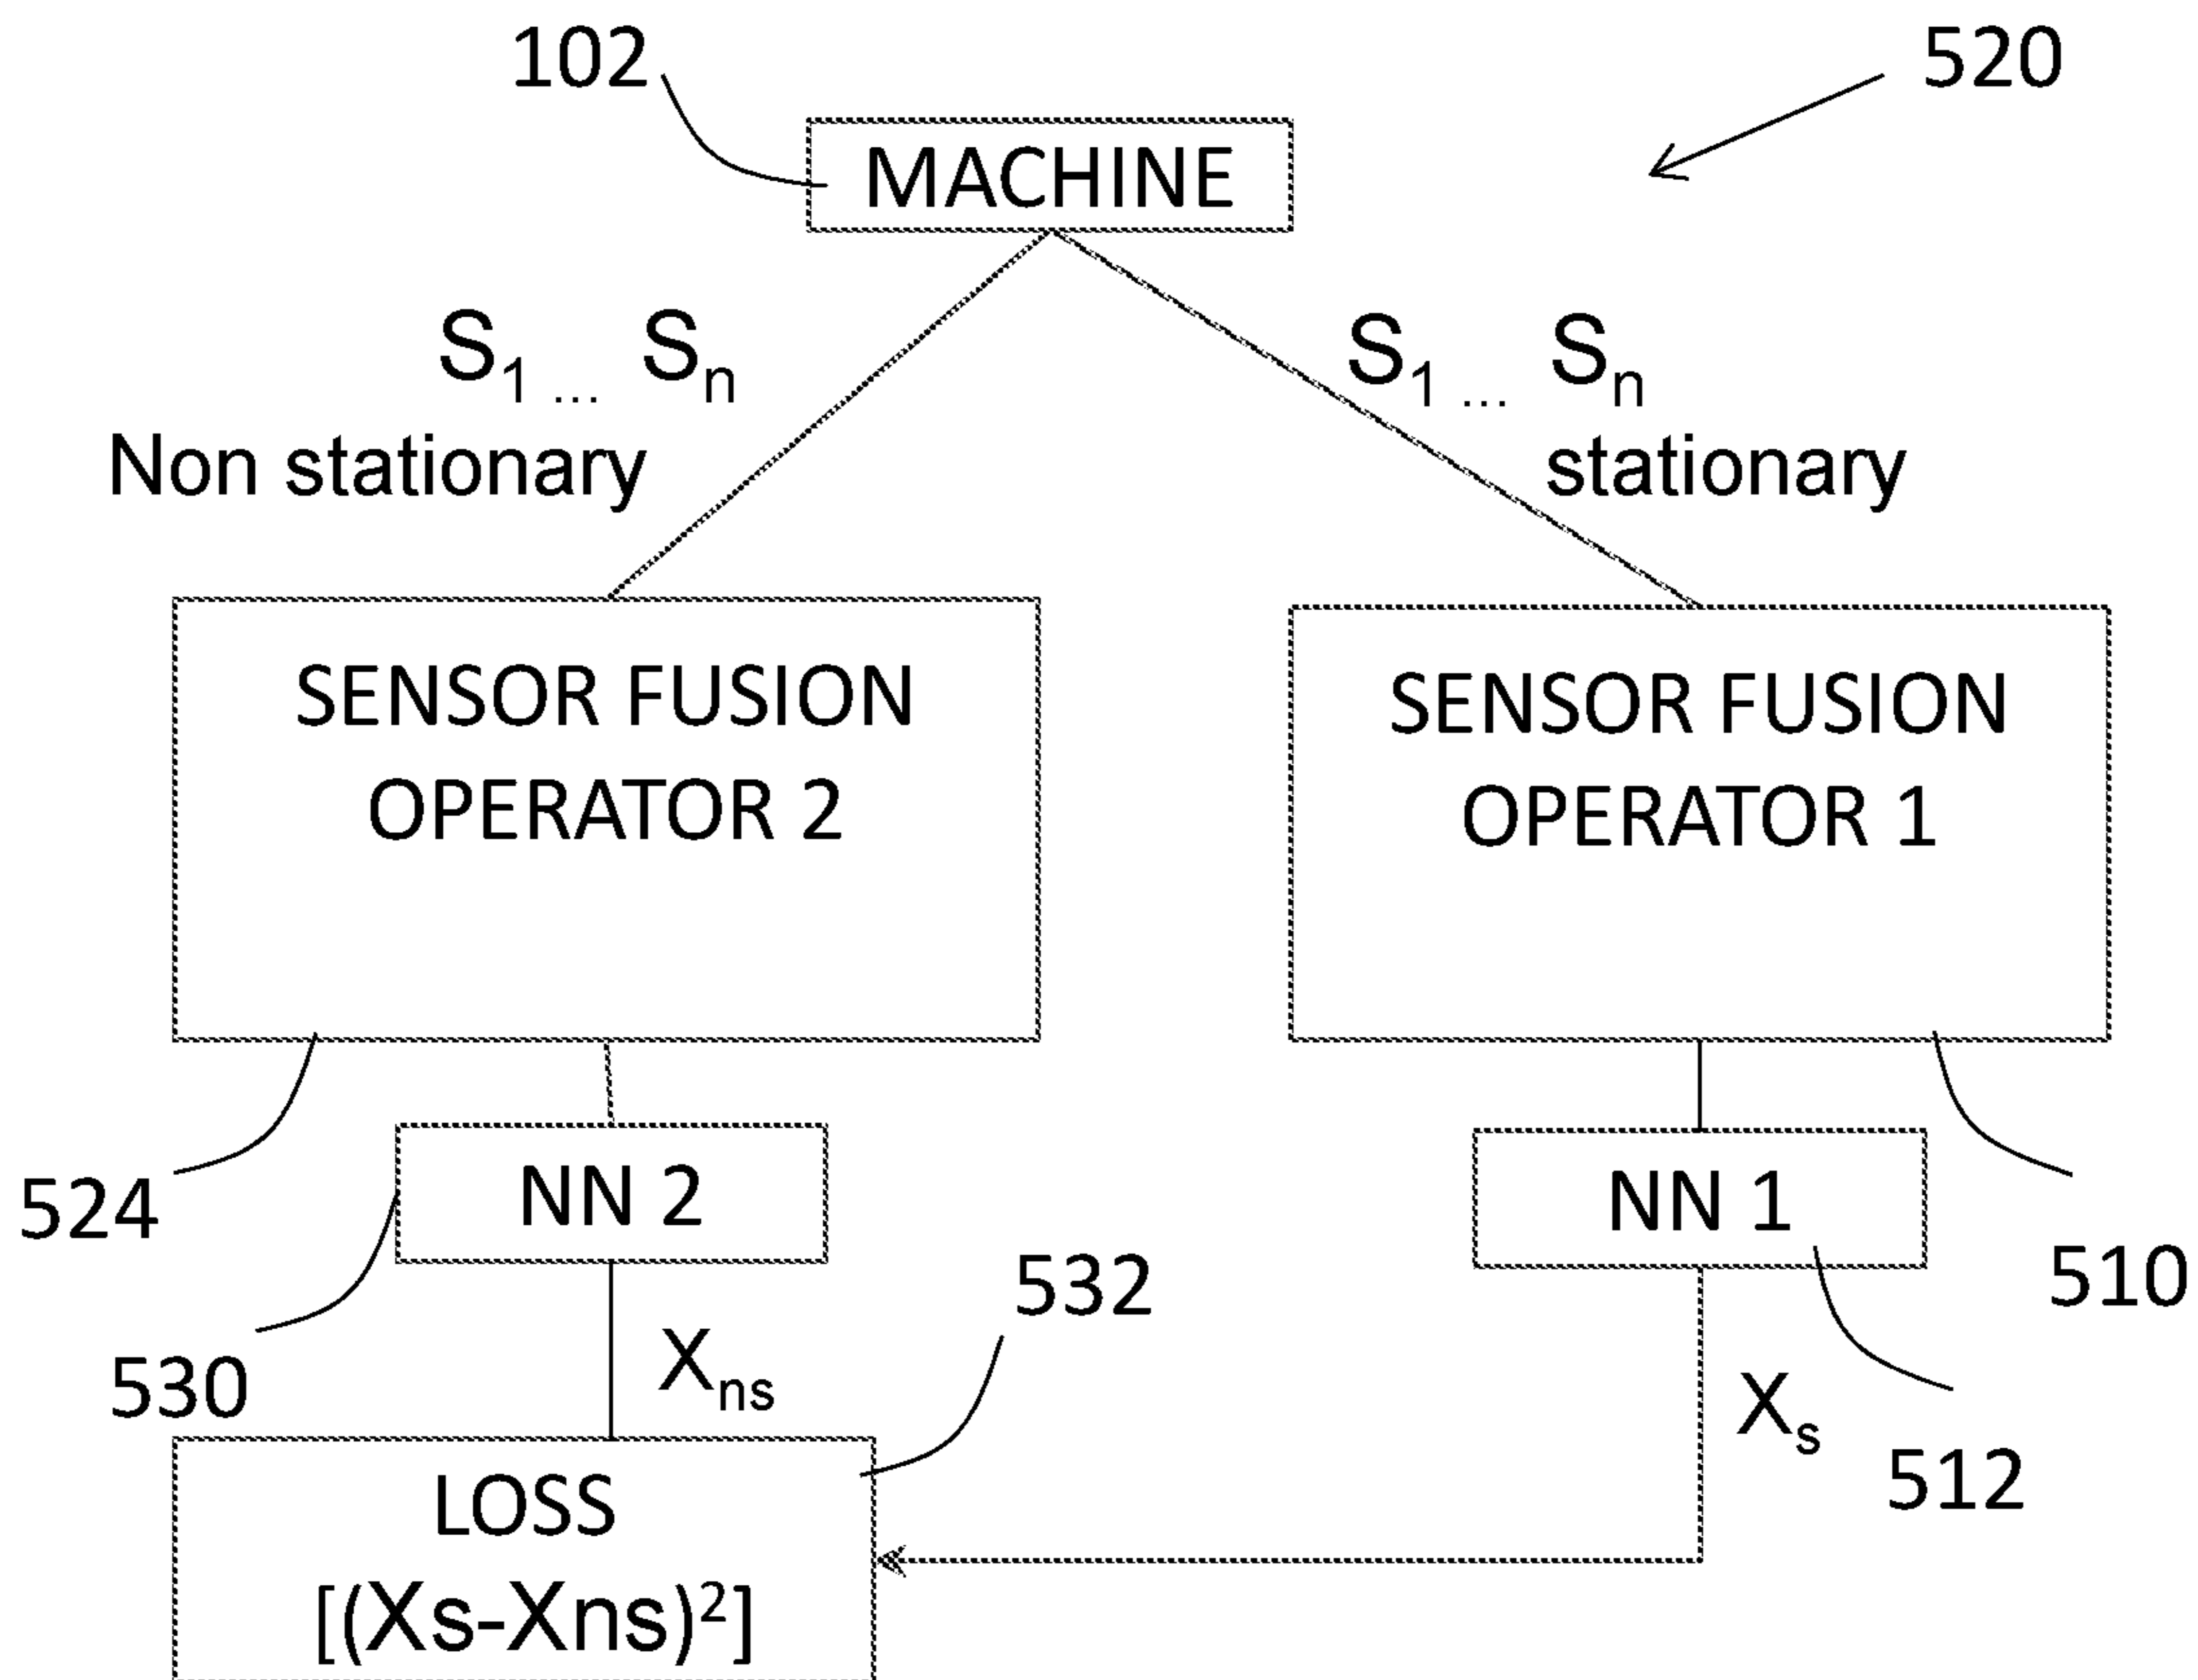 102
520
MACHINE
S1 ... Sn
Non stationary
S1 ... Sn
stationary
SENSOR FUSION
OPERATOR 2
SENSOR FUSION
OPERATOR 1
524
NN 2
NN 1
510
530
Xns
532
Xs
512
LOSS
[(Xs-Xns)²]